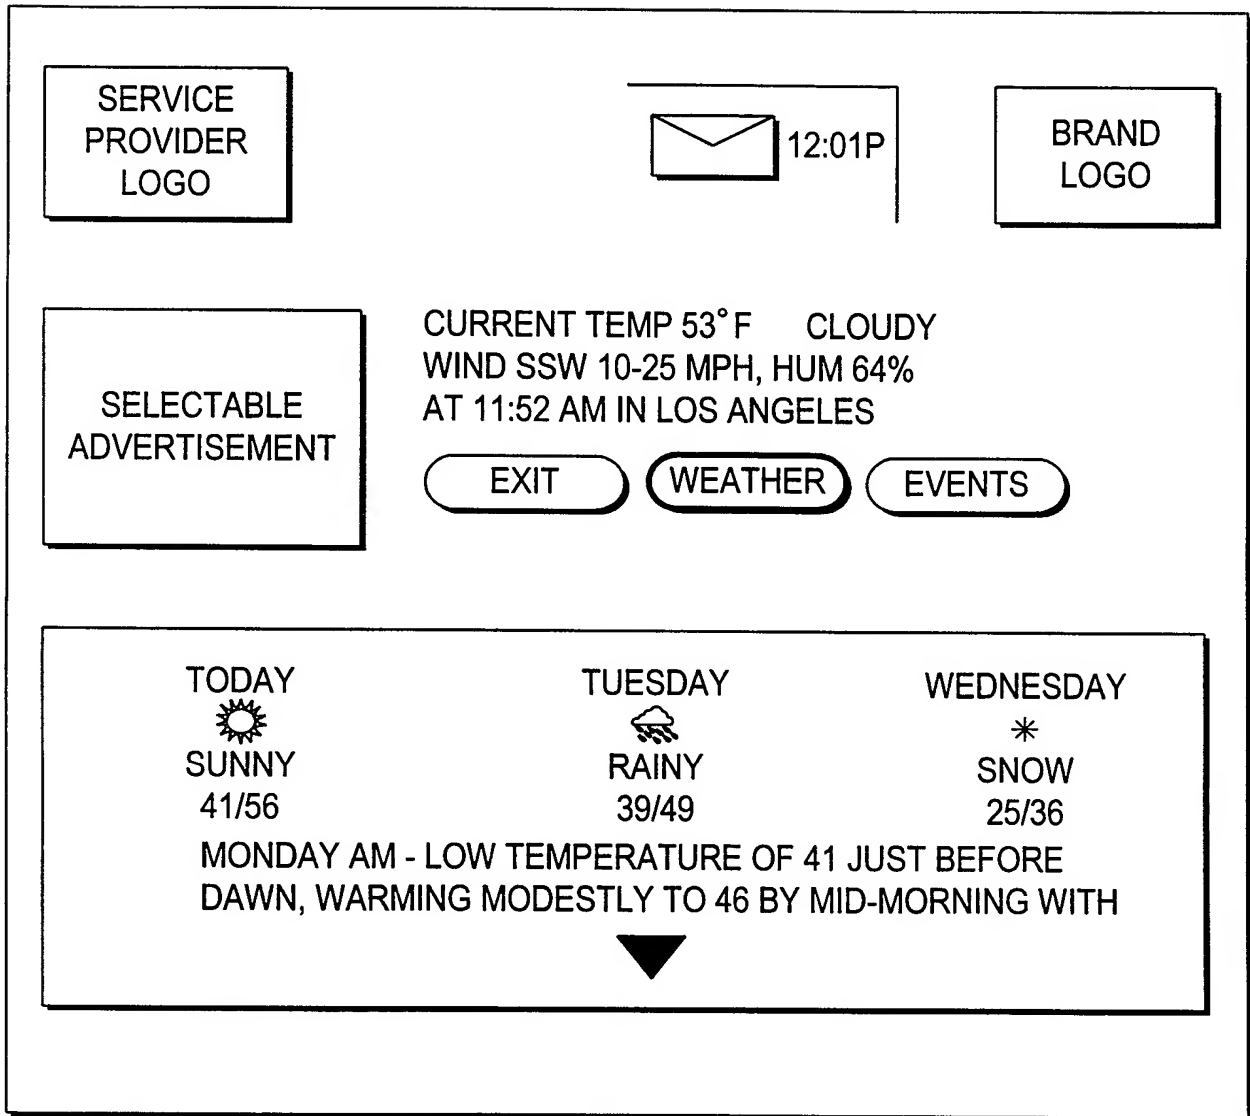 SERVICE
PROVIDER
LOGO
12:01P
BRAND
LOGO
SELECTABLE
ADVERTISEMENT
CURRENT TEMP 53°F CLOUDY
WIND SSW 10-25 MPH, HUM 64%
AT 11:52 AM IN LOS ANGELES
EXIT WEATHER EVENTS
TODAY TUESDAY WEDNESDAY
SUNNY RAINY SNOW
41/56 39/49 25/36
MONDAY AM - LOW TEMPERATURE OF 41 JUST BEFORE
DAWN, WARMING MODESTLY TO 46 BY MID-MORNING WITH